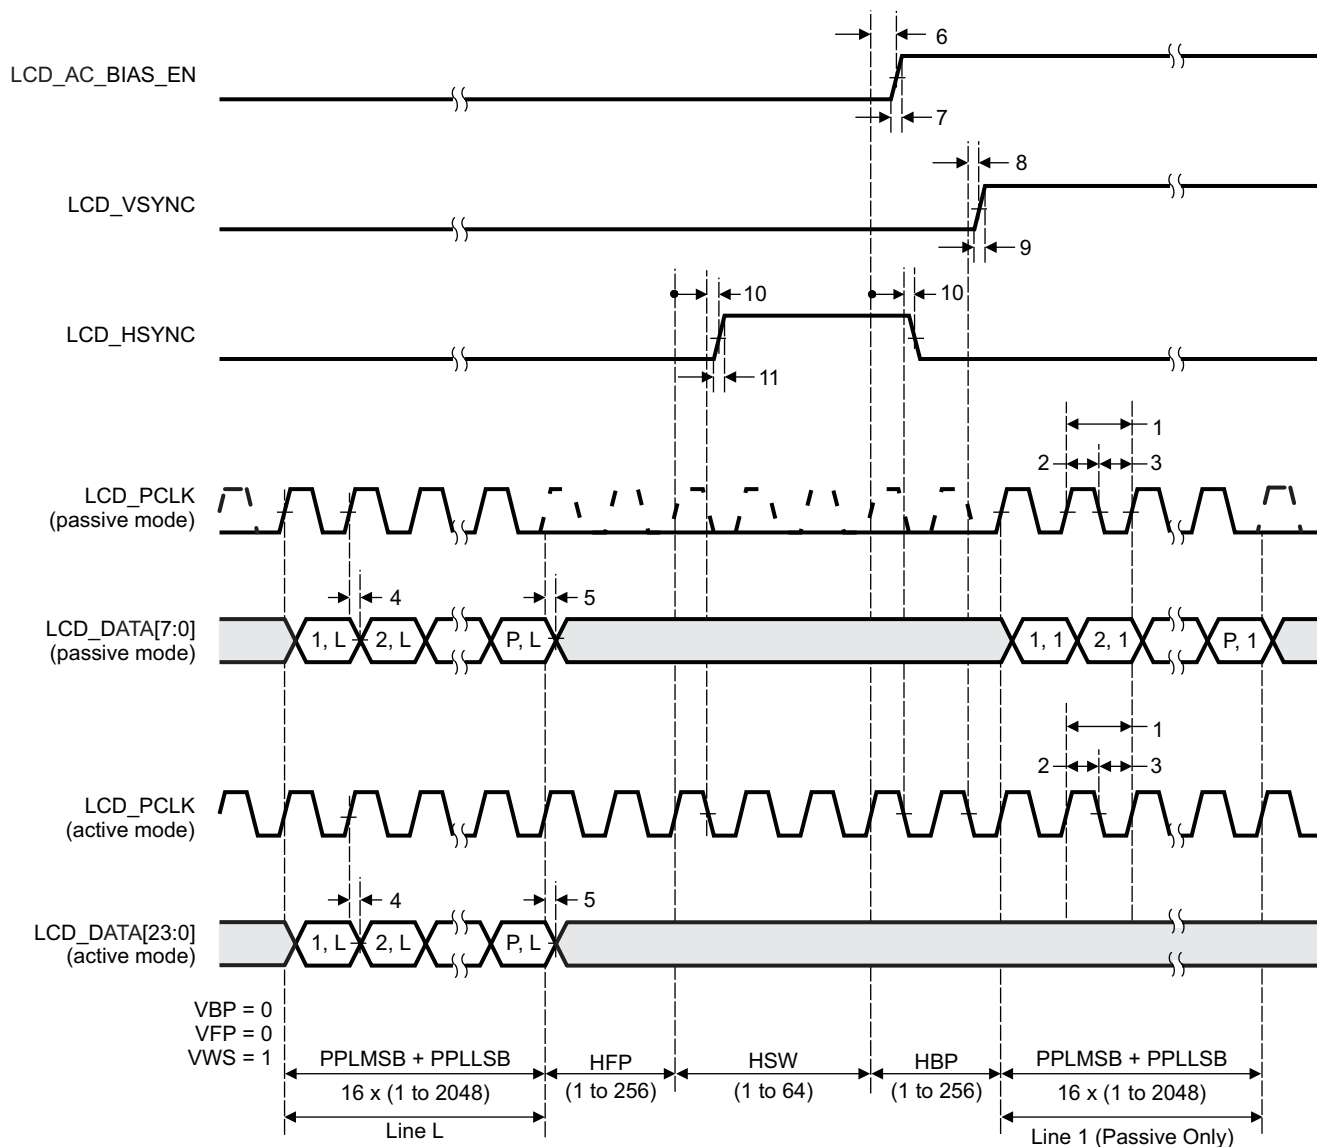 6
LCD_AC_BIAS_EN
7
8
LCD_VSYNC
9
10 10
LCD_HSYNC
11
1
2 3
LCD_PCLK
(passive mode)
4 5
LCD_DATA[7:0]
(passive mode)
1, L 2, L P, L 1, 1 2, 1 P, 1
1
2 3
LCD_PCLK
(active mode)
4 5
LCD_DATA[23:0]
(active mode)
1, L 2, L P, L
VBP = 0
VFP = 0
VWS = 1
PPLMSB + PPLLSB HFP HSW HBP PPLMSB + PPLLSB
16 x (1 to 2048) (1 to 256) (1 to 64) (1 to 256) 16 x (1 to 2048)
Line L Line 1 (Passive Only)